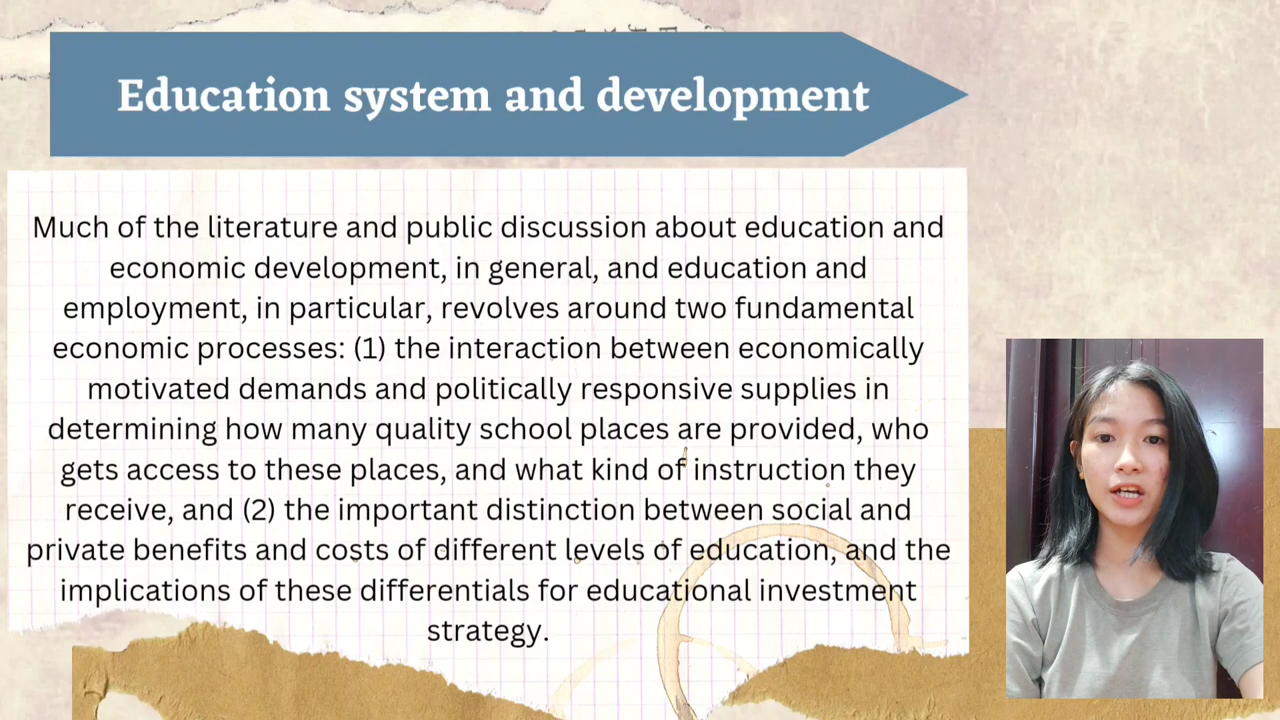 Education system and development
Much of the literature and public discussion about education and
economic development, in general, and education and
employment, in particular, revolves around two fundamental
economic processes: (1) the interaction between economically
motivated demands and politically responsive supplies in
determining how many quality school places are provided, who
gets access to these places, and what kind of instruction they
receive, and (2) the important distinction between social and
private benefits and costs of different levels of education, and the
implications of these differentials for educational investment
strategy.